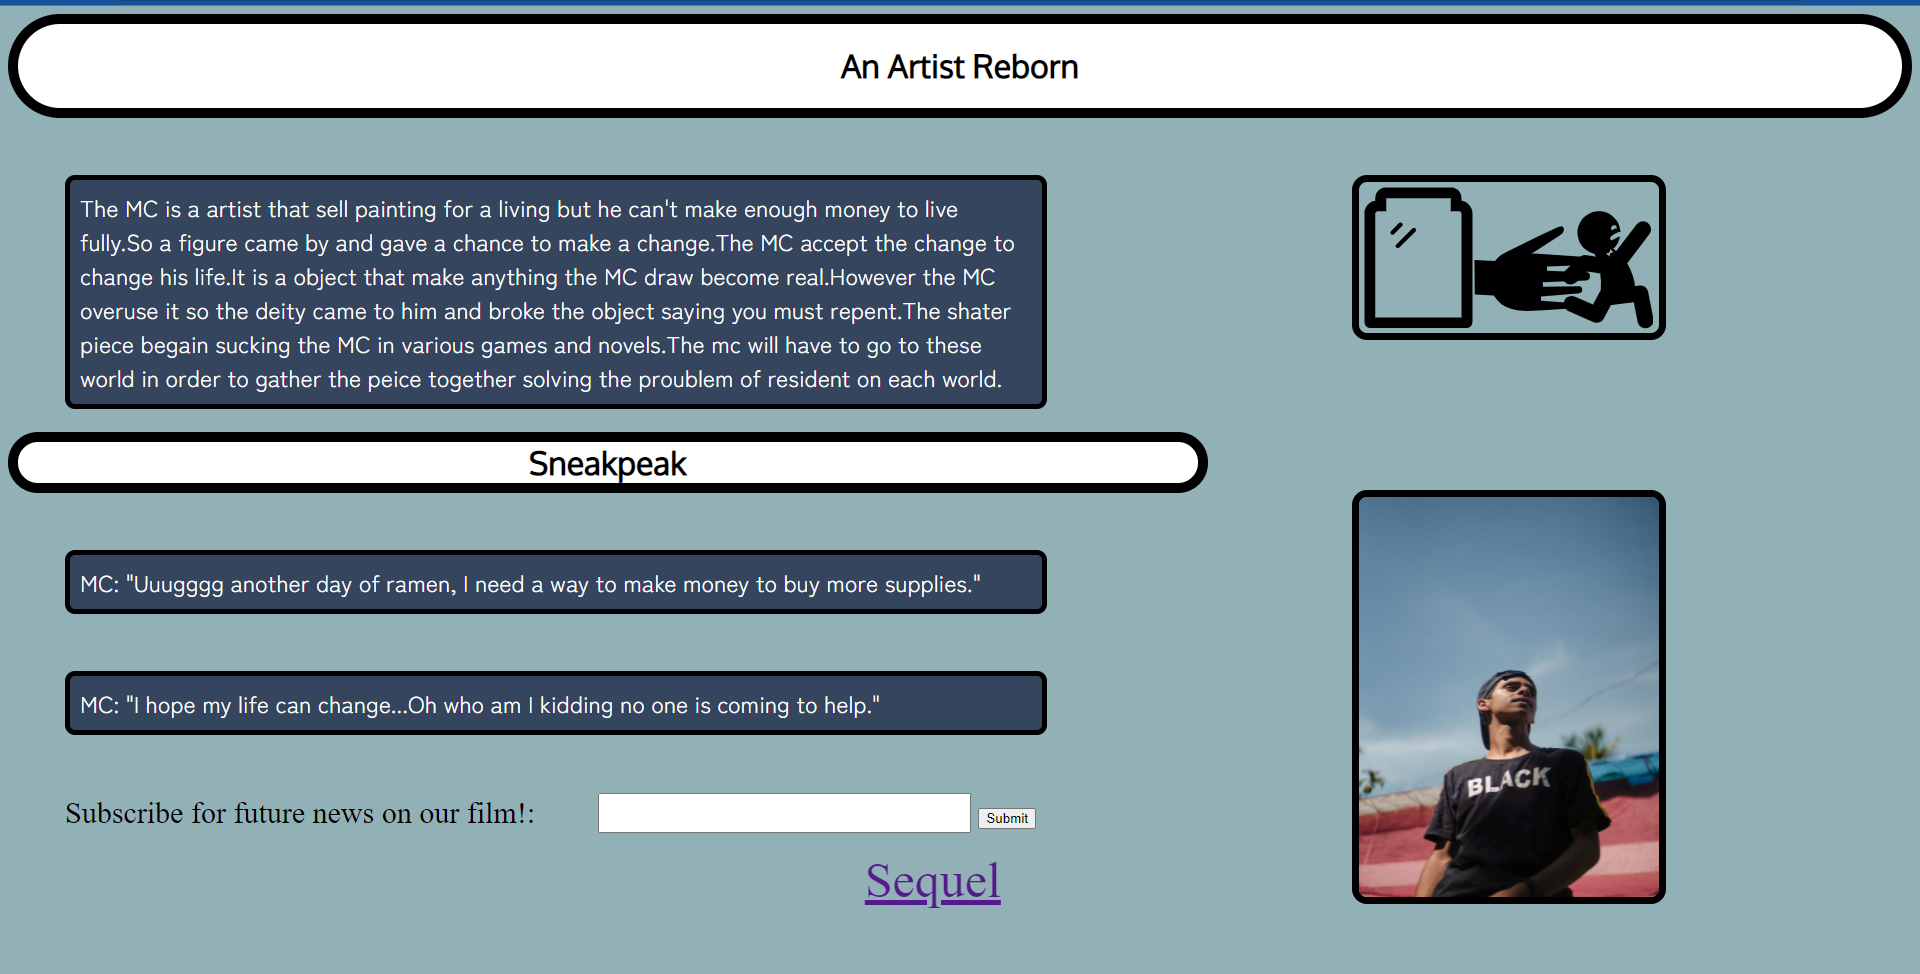 An Artist Reborn
The MC is a artist that sell painting for a living but he can't make enough money to live
fully.So a figure came by and gave a chance to make a change.The MC accept the change to
change his life.It is a object that make anything the MC draw become real.However the MC
overuse it so the deity came to him and broke the object saying you must repent.The shater
piece begain sucking the MC in various games and novels.The mc will have to go to these
world in order to gather the peice together solving the proublem of resident on each world.
Sneakpeak
MC: "Uuugggg another day of ramen, I need a way to make money to buy more supplies."
MC: "I hope my life can change...Oh who am I kidding no one is coming to help."
BLACK
Subscribe for future news on our film!:
Submit
Sequel